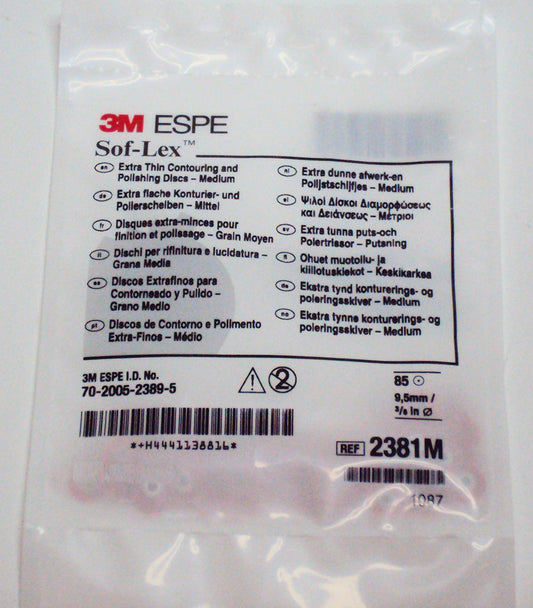 3M ESPE
Sof-Lex™
en Extra Thin Contouring and
Polishing Discs – Medium
de Extra flache Konturier- und
Polierscheiben – Mittel
fr Disques extra-minces pour
finition et polissage – Grain Moyen
it Dischi per rifinitura e lucidatura –
Grana Media
es Discos Extrafinos para
Contorneado y Pulido –
Grano Medio
pt Discos de Contorno e Polimento
Extra-Finos – Médio
nl Extra dunne afwerk-en
Polijstschijfjes – Medium
el Ψιλοί Δίσκοι Διαμορφώσεως
και Λειάνσεως – Μέτριοι
sv Extra tunna puts-och
Polertrissor – Putsning
fi Ohuet muotoilu- ja
kiillotuskiekot – Keskikarkea
da Ekstra tynd konturerings- og
poleringsskiver – Medium
no Ekstra tynne konturerings- og
poleringsskiver – Medium
3M ESPE I.D. No.
70-2005-2389-5
2
85
9,5mm /
3/8 in Ø
*+H4441138816*
REF 2381M
1087